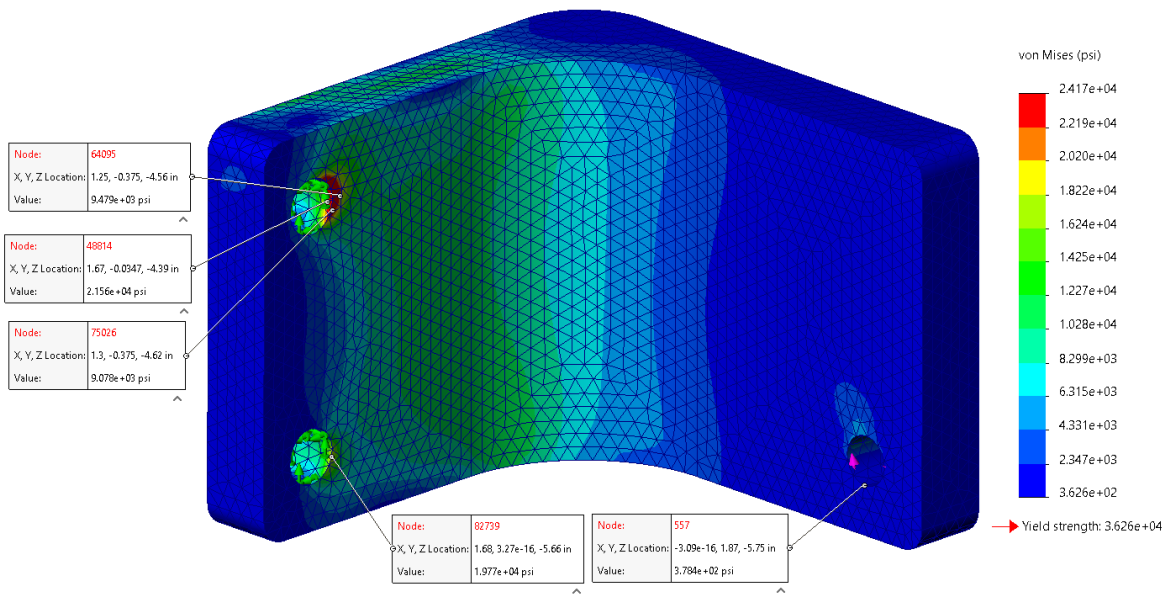 von Mises (psi)
2.417e+04
2.219e+04
2.020e+04
1.822e+04
1.624e+04
1.425e+04
1.227e+04
1.028e+04
8.299e+03
6.315e+03
4.331e+03
2.347e+03
3.626e+02
Yield strength: 3.626e+04
Node: 64095
X, Y, Z Location: 1.25, -0.375, -4.56 in
Value: 9.479e+03 psi
Node: 48814
X, Y, Z Location: 1.67, -0.0347, -4.39 in
Value: 2.156e+04 psi
Node: 75026
X, Y, Z Location: 1.3, -0.375, -4.62 in
Value: 9.078e+03 psi
Node: 82739
X, Y, Z Location: 1.68, 3.27e-16, -5.66 in
Value: 1.977e+04 psi
Node: 557
X, Y, Z Location: -3.09e-16, 1.87, -5.75 in
Value: 3.784e+02 psi